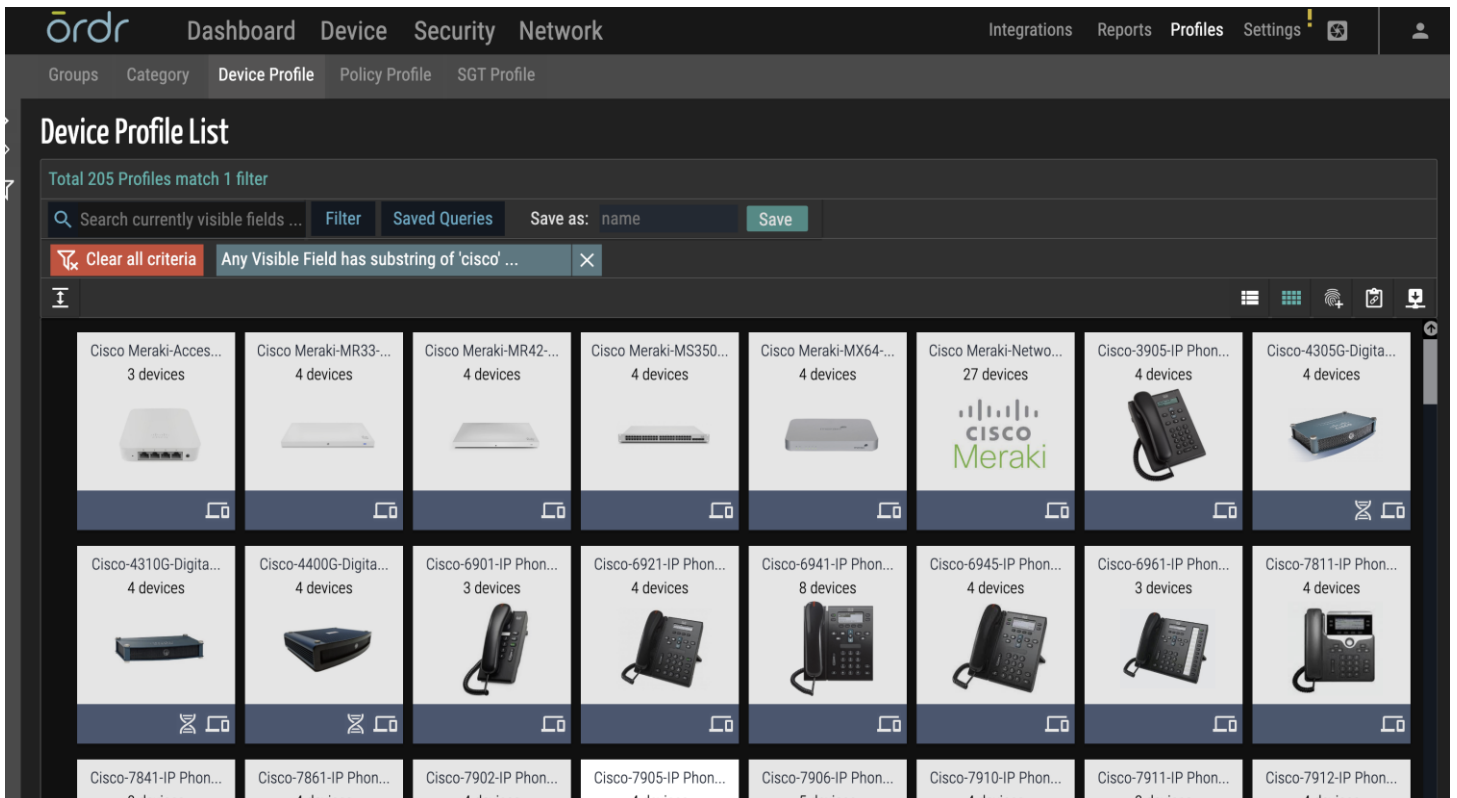 ōrdr Dashboard Device Security Network Integrations Reports Profiles Settings !
Groups Category Device Profile Policy Profile SGT Profile
Device Profile List
Total 205 Profiles match 1 filter
Search currently visible fields ... Filter Saved Queries Save as: name Save
Clear all criteria Any Visible Field has substring of 'cisco' ...
Cisco Meraki-Acces... Cisco Meraki-MR33-... Cisco Meraki-MR42-... Cisco Meraki-MS350... Cisco Meraki-MX64-... Cisco Meraki-Netwo... Cisco-3905-IP Phon... Cisco-4305G-Digita...
3 devices 4 devices 4 devices 4 devices 4 devices 27 devices 4 devices 4 devices
CISCO
Meraki
Cisco-4310G-Digita... Cisco-4400G-Digita... Cisco-6901-IP Phon... Cisco-6921-IP Phon... Cisco-6941-IP Phon... Cisco-6945-IP Phon... Cisco-6961-IP Phon... Cisco-7811-IP Phon...
4 devices 4 devices 3 devices 4 devices 8 devices 4 devices 3 devices 4 devices
Cisco-7841-IP Phon... Cisco-7861-IP Phon... Cisco-7902-IP Phon... Cisco-7905-IP Phon... Cisco-7906-IP Phon... Cisco-7910-IP Phon... Cisco-7911-IP Phon... Cisco-7912-IP Phon...